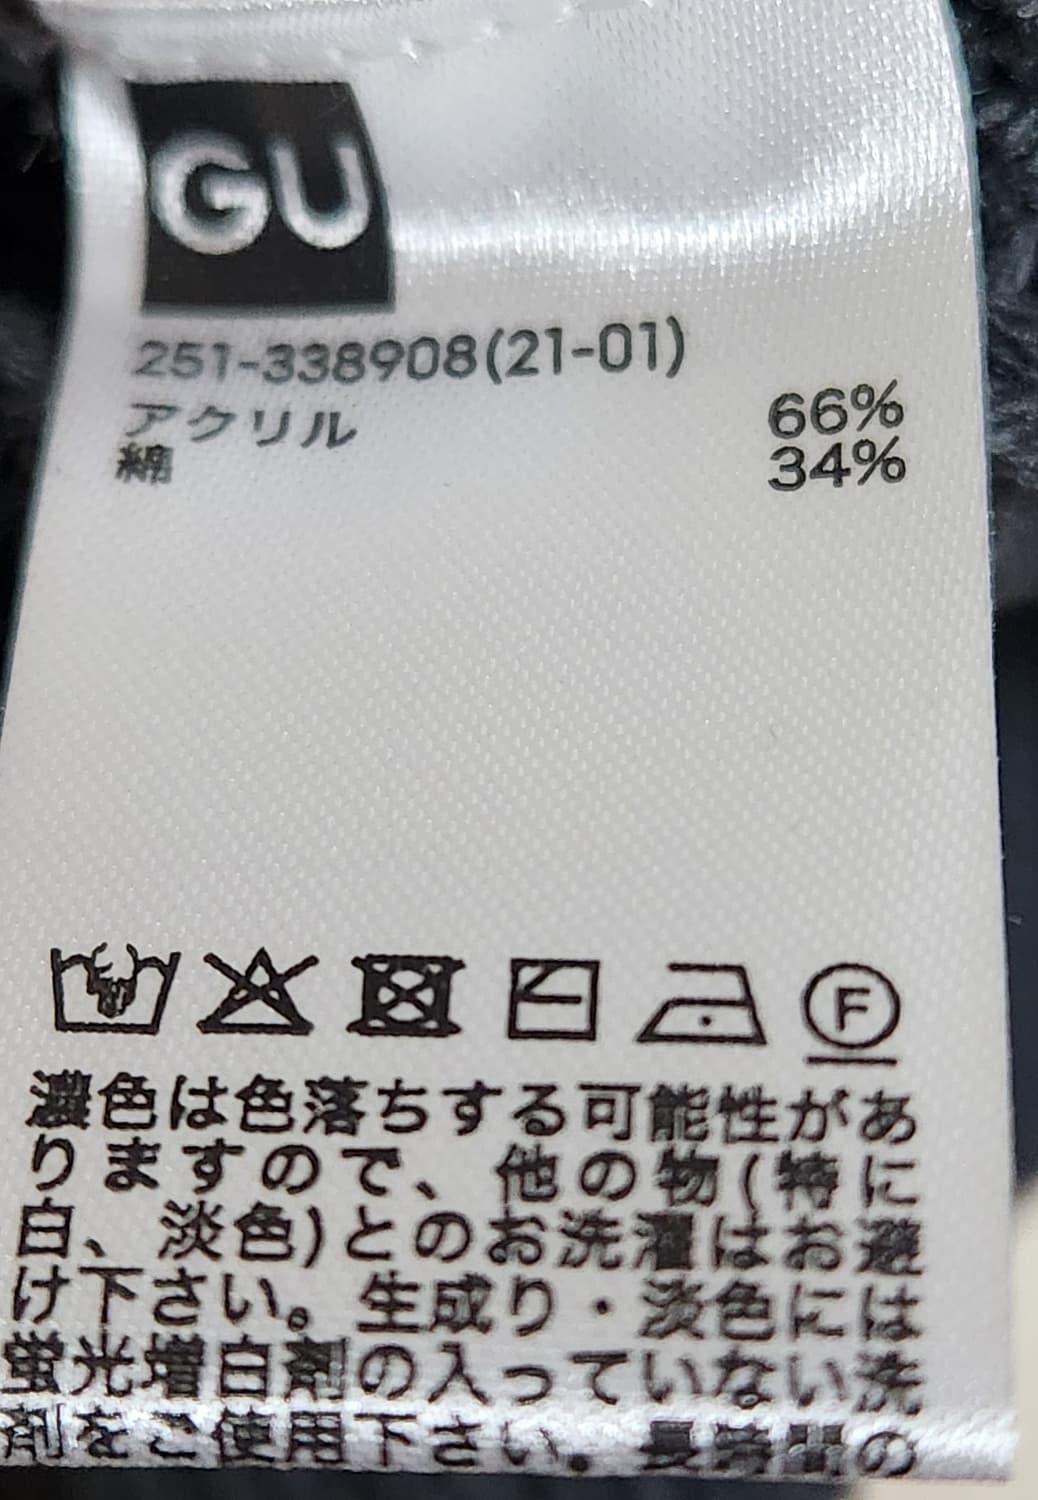 GU
251-338908(21-01)
アクリル 66%
綿 34%
F
濃色は色落ちする可能性があ
りますので、他の物(特に
白、淡色)とのお洗濯はお避
け下さい。生成り・淡色には
蛍光増白剤の入っていない洗
剤をご使用下さい。長時間の